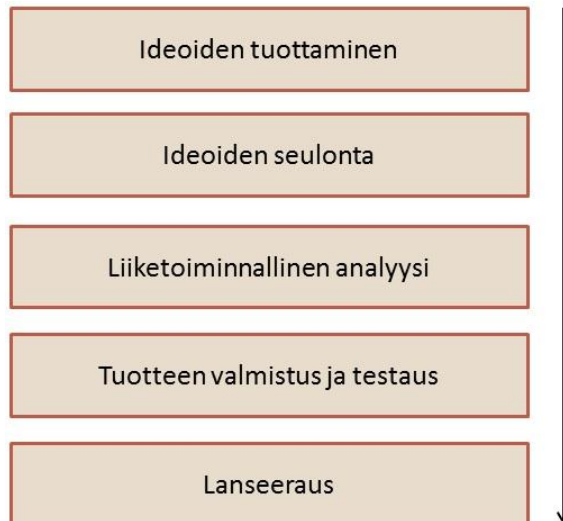 Ideoiden tuottaminen
Ideoiden seulonta
Liiketoiminnallinen analyysi
Tuotteen valmistus ja testaus
Lanseeraus